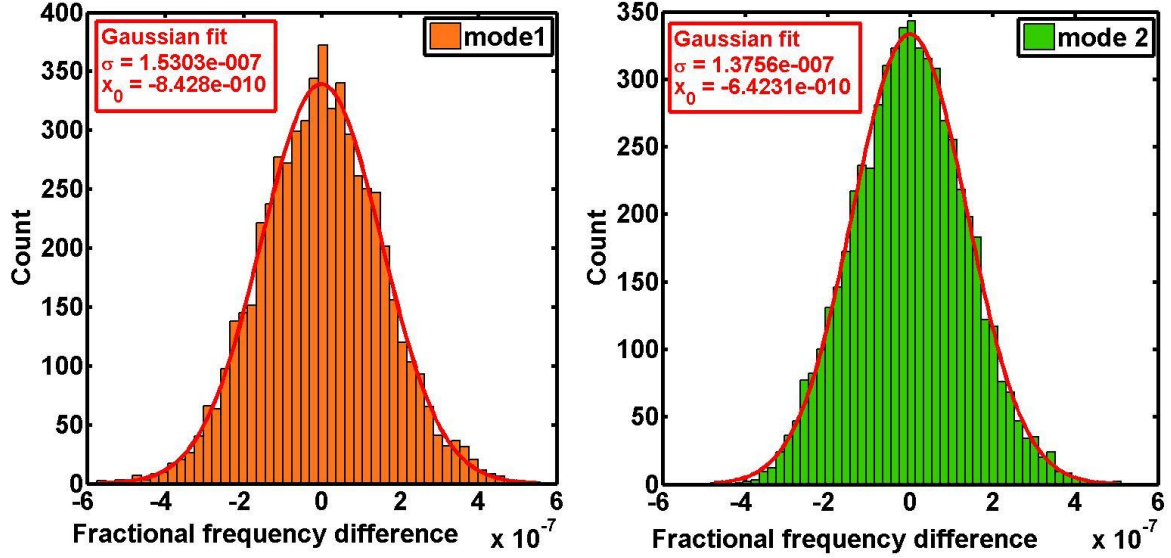 Gaussian fit
σ = 1.5303e-007
x0 = -8.428e-010
mode1
400
350
300
250
200
150
100
50
0
Count
-6 -4 -2 0 2 4 6
Fractional frequency difference x 10-7
Gaussian fit
σ = 1.3756e-007
x0 = -6.4231e-010
mode 2
350
300
250
200
150
100
50
0
Count
-6 -4 -2 0 2 4 6
Fractional frequency difference x 10-7